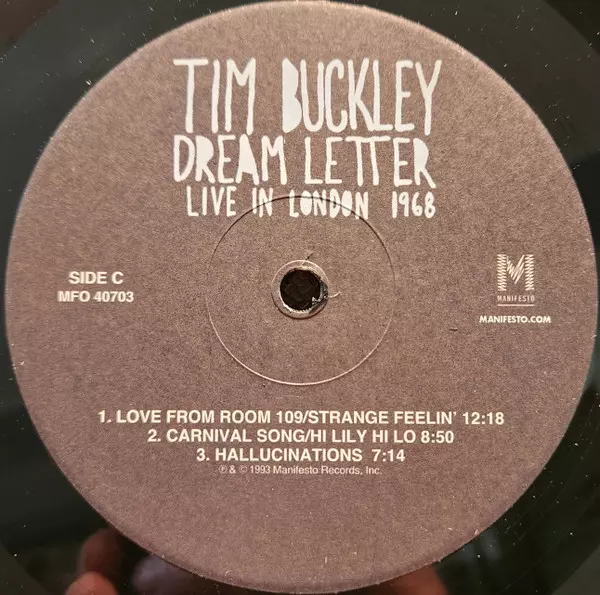 TIM BUCKLEY
DREAM LETTER
LIVE IN LONDON 1968
SIDE C
MFO 40703
M
MANIFESTO
MANIFESTO.COM
1. LOVE FROM ROOM 109/STRANGE FEELIN' 12:18
2. CARNIVAL SONG/HI LILY HI LO 8:50
3. HALLUCINATIONS 7:14
℗ & © 1993 Manifesto Records, Inc.